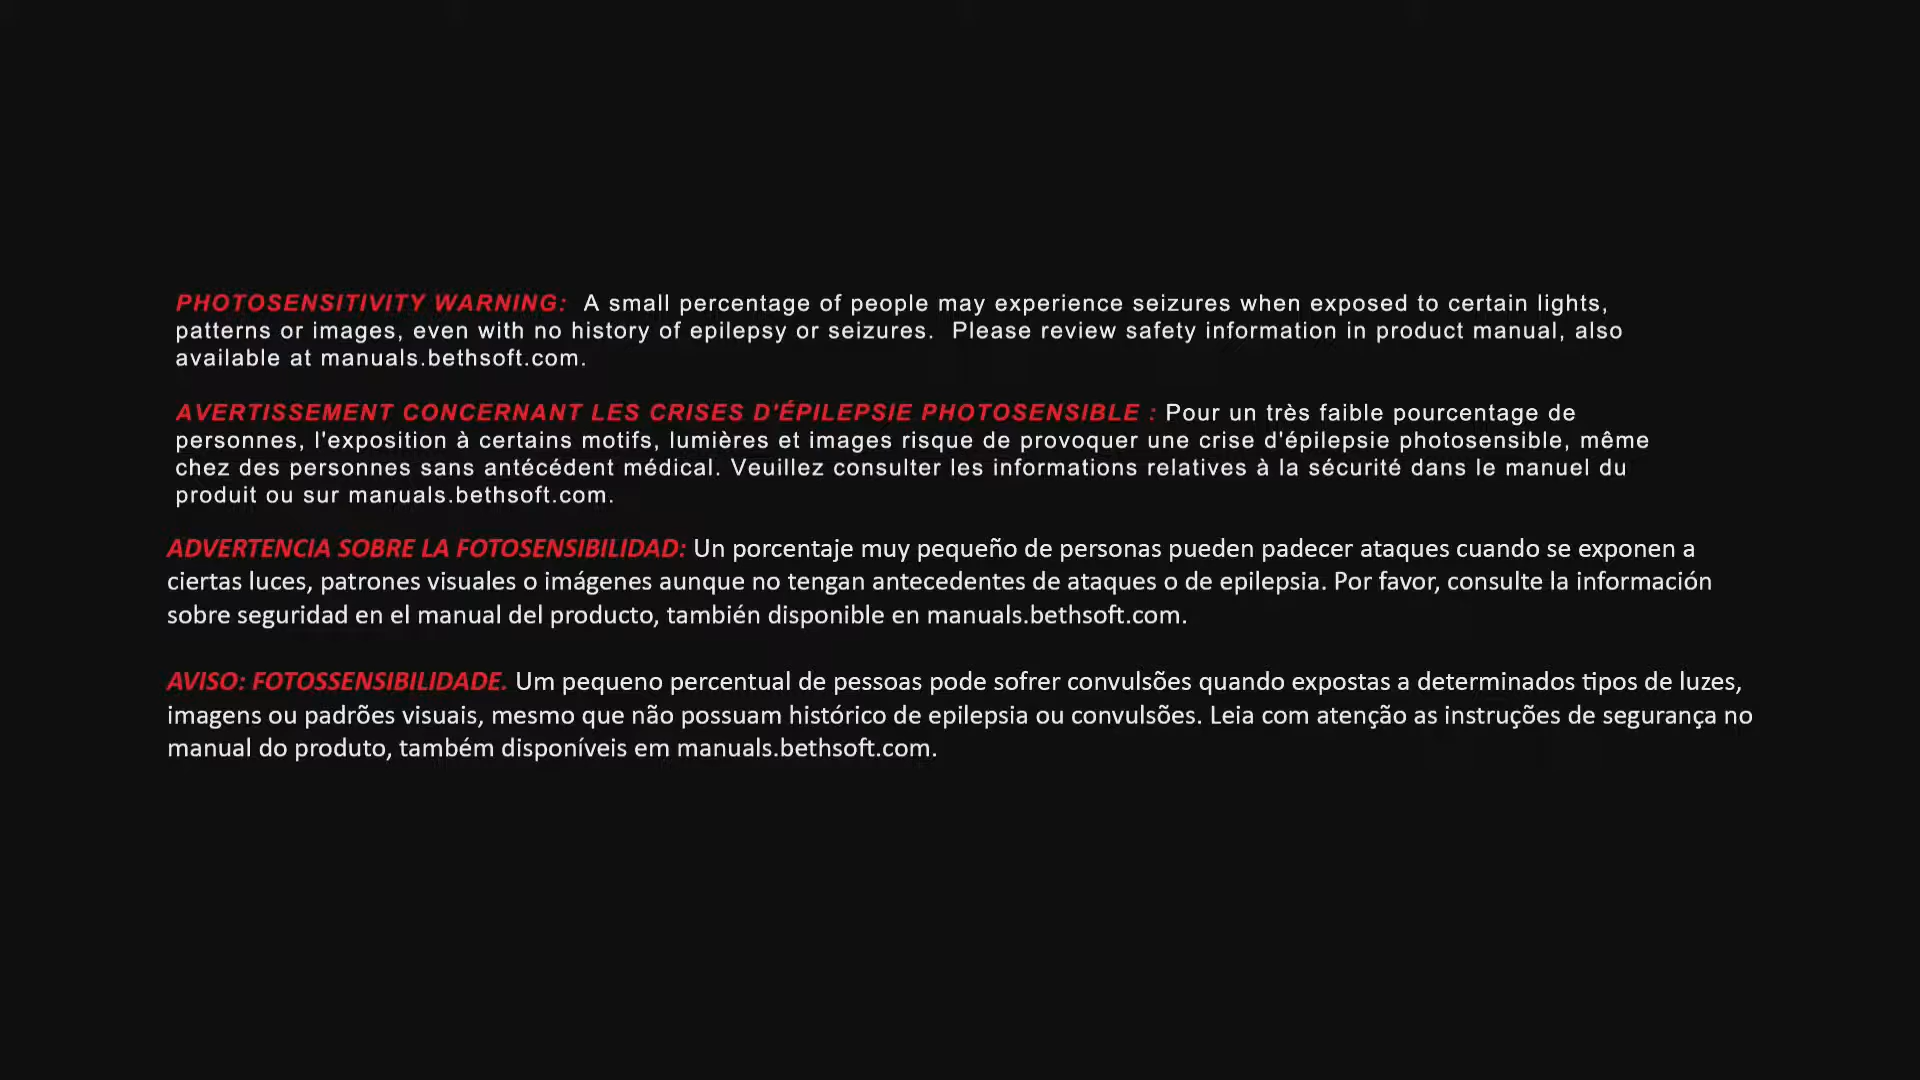 PHOTOSENSITIVITY WARNING:  A small percentage of people may experience seizures when exposed to certain lights,
patterns or images, even with no history of epilepsy or seizures.  Please review safety information in product manual, also
available at manuals.bethsoft.com.
AVERTISSEMENT CONCERNANT LES CRISES D'ÉPILEPSIE PHOTOSENSIBLE : Pour un très faible pourcentage de
personnes, l'exposition à certains motifs, lumières et images risque de provoquer une crise d'épilepsie photosensible, même
chez des personnes sans antécédent médical. Veuillez consulter les informations relatives à la sécurité dans le manuel du
produit ou sur manuals.bethsoft.com.
ADVERTENCIA SOBRE LA FOTOSENSIBILIDAD: Un porcentaje muy pequeño de personas pueden padecer ataques cuando se exponen a
ciertas luces, patrones visuales o imágenes aunque no tengan antecedentes de ataques o de epilepsia. Por favor, consulte la información
sobre seguridad en el manual del producto, también disponible en manuals.bethsoft.com.
AVISO: FOTOSSENSIBILIDADE. Um pequeno percentual de pessoas pode sofrer convulsões quando expostas a determinados tipos de luzes,
imagens ou padrões visuais, mesmo que não possuam histórico de epilepsia ou convulsões. Leia com atenção as instruções de segurança no
manual do produto, também disponíveis em manuals.bethsoft.com.